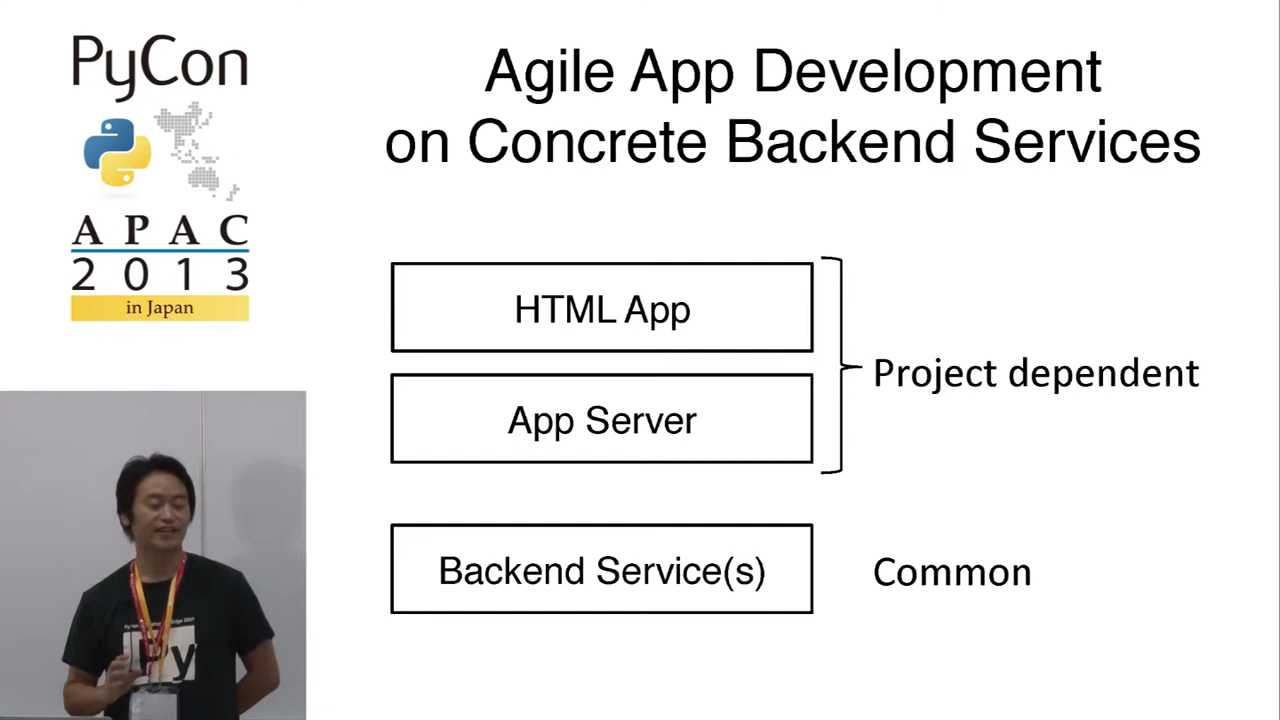 PyCon
APAC
2013
in Japan
Agile App Development
on Concrete Backend Services
HTML App
App Server
Project dependent
Backend Service(s)
Common
Py